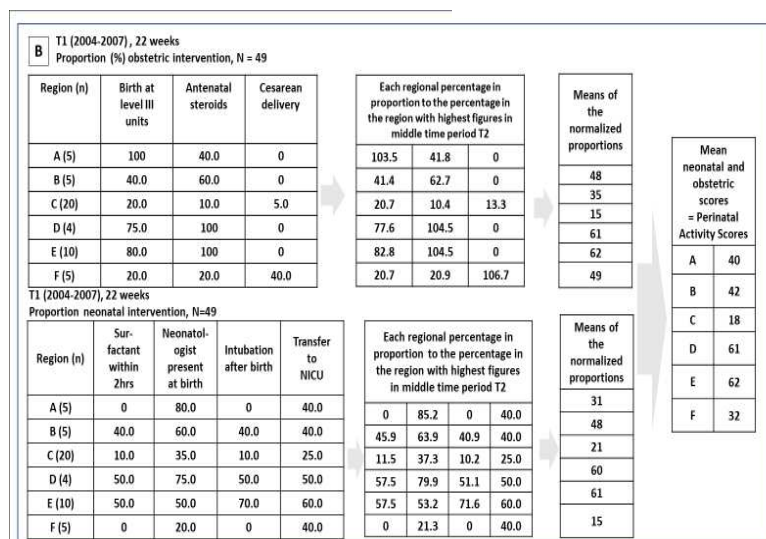 B
T1 (2004-2007) , 22 weeks
Proportion (%) obstetric intervention, N = 49
Region (n) Birth at level III units Antenatal steroids Cesarean delivery
A (5) 100 40.0 0
B (5) 40.0 60.0 0
C (20) 20.0 10.0 5.0
D (4) 75.0 100 0
E (10) 80.0 100 0
F (5) 20.0 20.0 40.0
Each regional percentage in
proportion to the percentage in
the region with highest figures in
middle time period T2
103.5 41.8 0
41.4 62.7 0
20.7 10.4 13.3
77.6 104.5 0
82.8 104.5 0
20.7 20.9 106.7
Means of
the
normalized
proportions
48
35
15
61
62
49
T1 (2004-2007), 22 weeks
Proportion neonatal intervention, N=49
Region (n) Sur-factant within 2hrs Neonatol-ogist present at birth Intubation after birth Transfer to NICU
A (5) 0 80.0 0 40.0
B (5) 40.0 60.0 40.0 40.0
C (20) 10.0 35.0 10.0 25.0
D (4) 50.0 75.0 50.0 50.0
E (10) 50.0 50.0 70.0 60.0
F (5) 0 20.0 0 40.0
Each regional percentage in
proportion to the percentage in
the region with highest figures
in middle time period T2
0 85.2 0 40.0
45.9 63.9 40.9 40.0
11.5 37.3 10.2 25.0
57.5 79.9 51.1 50.0
57.5 53.2 71.6 60.0
0 21.3 0 40.0
Means of
the
normalized
proportions
31
48
21
60
61
15
Mean
neonatal and
obstetric
scores
= Perinatal
Activity Scores
A 40
B 42
C 18
D 61
E 62
F 32